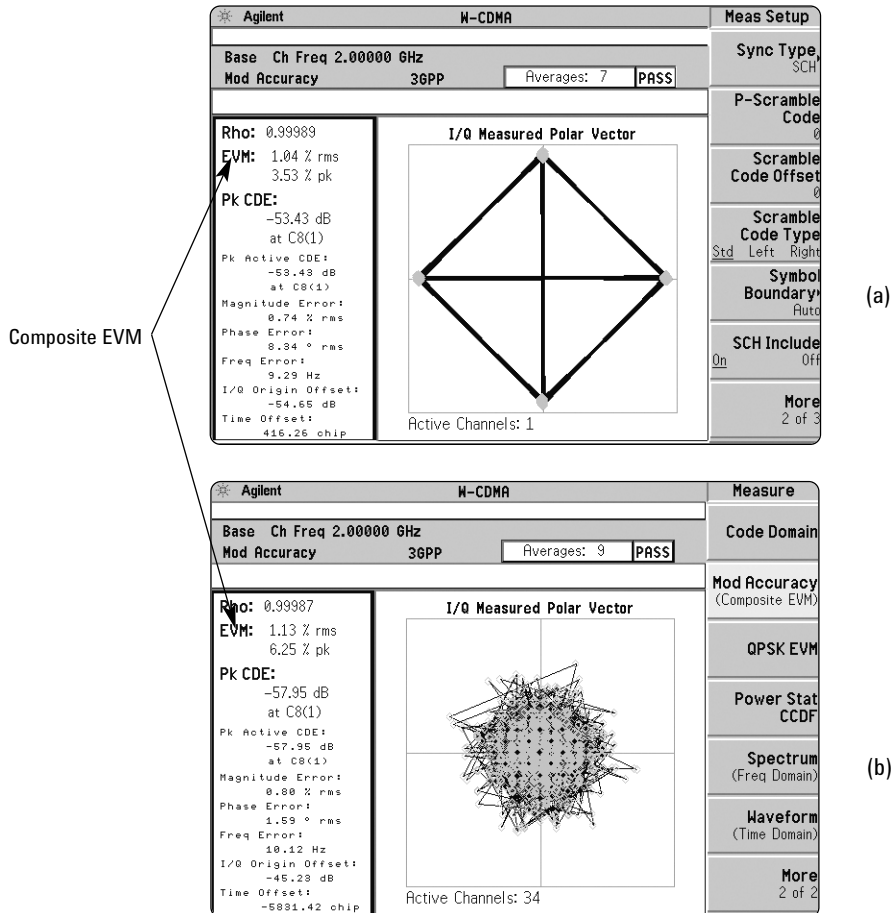 Agilent W-CDMA Meas Setup
Base Ch Freq 2.00000 GHz
Mod Accuracy 3GPP Averages: 7 PASS
Rho: 0.99989
EVM: 1.04 % rms
3.53 % pk
Pk CDE:
-53.43 dB
at C8(1)
Pk Active CDE:
-53.43 dB
at C8(1)
Magnitude Error:
0.74 % rms
Phase Error:
8.34 ° rms
Freq Error:
9.29 Hz
I/Q Origin Offset:
-54.65 dB
Time Offset:
416.26 chip
I/Q Measured Polar Vector
Active Channels: 1
Sync Type
SCH
P-Scramble
Code
0
Scramble
Code Offset
0
Scramble
Code Type
Std Left Right
Symbol
Boundary
Auto
SCH Include
On Off
More
2 of 3
(a)
Composite EVM
Agilent W-CDMA Measure
Base Ch Freq 2.00000 GHz
Mod Accuracy 3GPP Averages: 9 PASS
Rho: 0.99987
EVM: 1.13 % rms
6.25 % pk
Pk CDE:
-57.95 dB
at C8(1)
Pk Active CDE:
-57.95 dB
at C8(1)
Magnitude Error:
0.80 % rms
Phase Error:
1.59 ° rms
Freq Error:
10.12 Hz
I/Q Origin Offset:
-45.23 dB
Time Offset:
-5831.42 chip
I/Q Measured Polar Vector
Active Channels: 34
Code Domain
Mod Accuracy
(Composite EVM)
QPSK EVM
Power Stat
CCDF
Spectrum
(Freq Domain)
Waveform
(Time Domain)
More
2 of 2
(b)